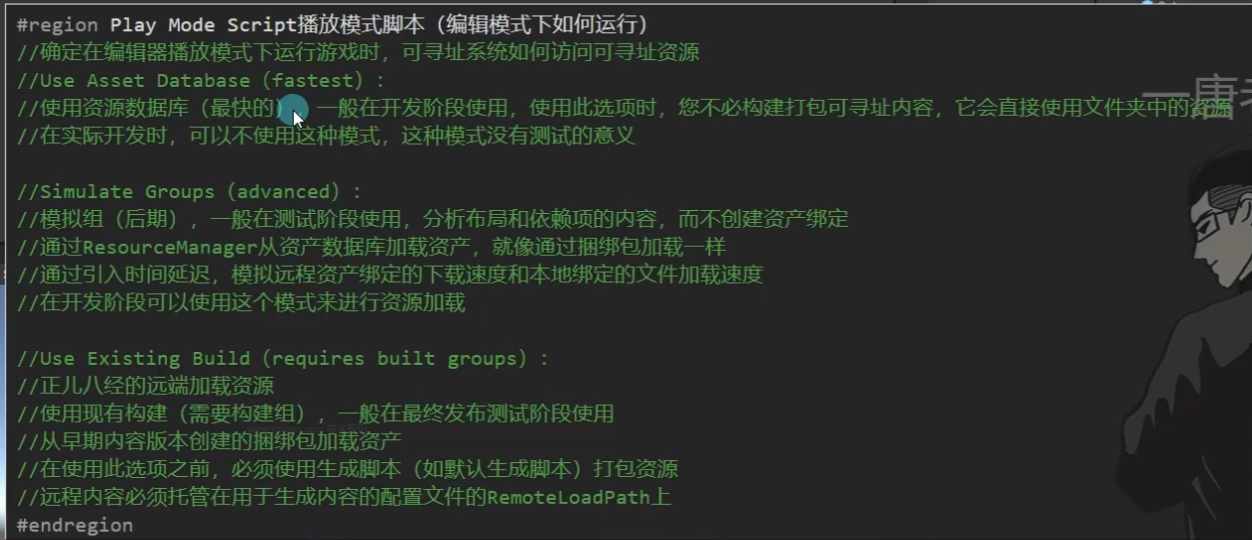 #region Play Mode Script播放模式脚本（编辑模式下如何运行）
//确定在编辑器播放模式下运行游戏时，可寻址系统如何访问可寻址资源
//Use Asset Database（fastest）：
//使用资源数据库（最快的），一般在开发阶段使用，使用此选项时，您不必构建打包可寻址内容，它会直接使用文件夹中的资源
//在实际开发时，可以不使用这种模式，这种模式没有测试的意义
//Simulate Groups（advanced）：
//模拟组（后期），一般在测试阶段使用，分析布局和依赖项的内容，而不创建资产绑定
//通过ResourceManager从资产数据库加载资产，就像通过捆绑包加载一样
//通过引入时间延迟，模拟远程资产绑定的下载速度和本地绑定的文件加载速度
//在开发阶段可以使用这个模式来进行资源加载
//Use Existing Build（requires built groups）：
//正儿八经的远端加载资源
//使用现有构建（需要构建组），一般在最终发布测试阶段使用
//从早期内容版本创建的捆绑包加载资产
//在使用此选项之前，必须使用生成脚本（如默认生成脚本）打包资源
//远程内容必须托管在用于生成内容的配置文件的RemoteLoadPath上
#endregion
一唐老